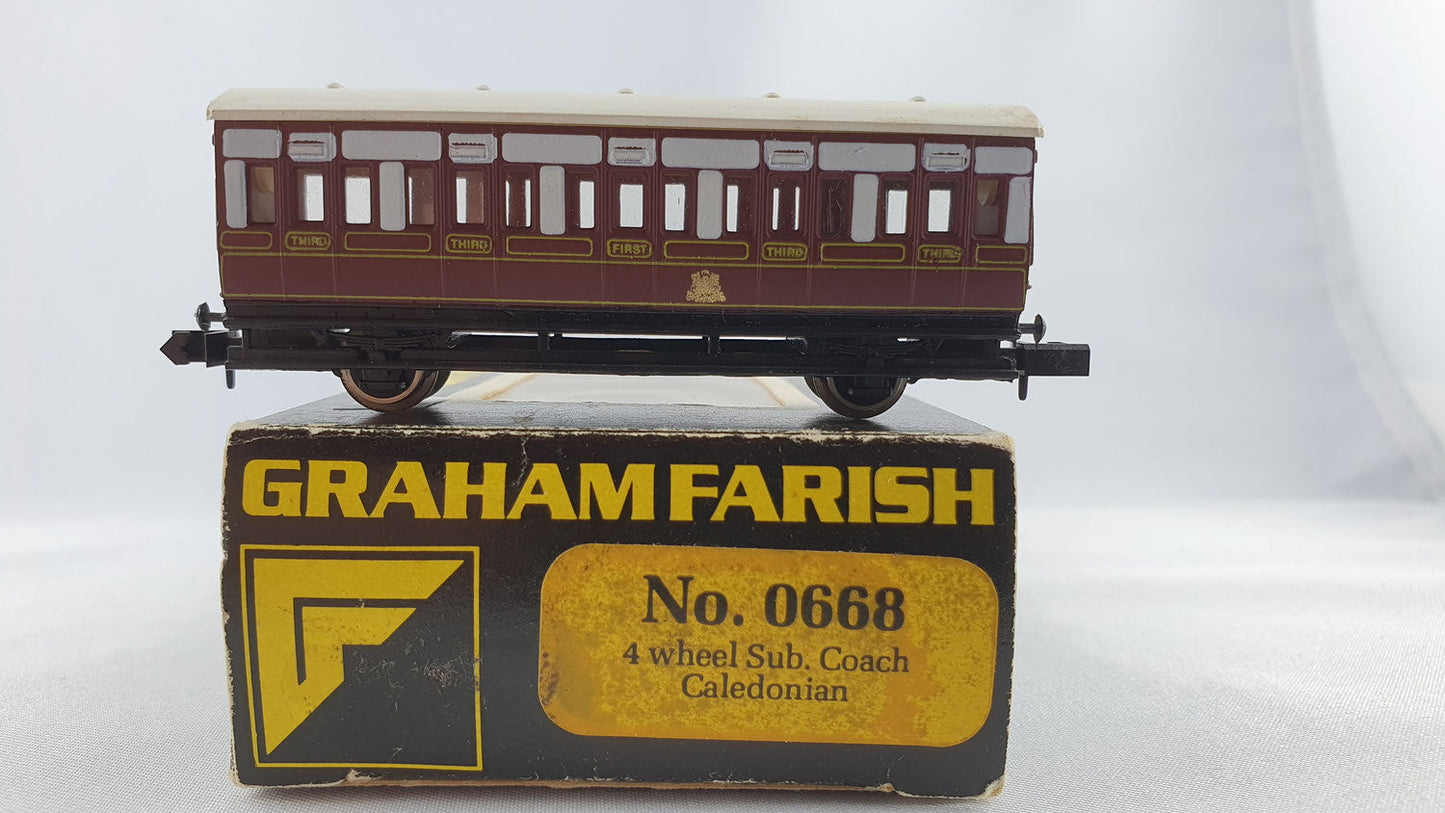 THIRD THIRD FIRST THIRD THIRD
GRAHAM FARISH
No. 0668
4 wheel Sub. Coach
Caledonian